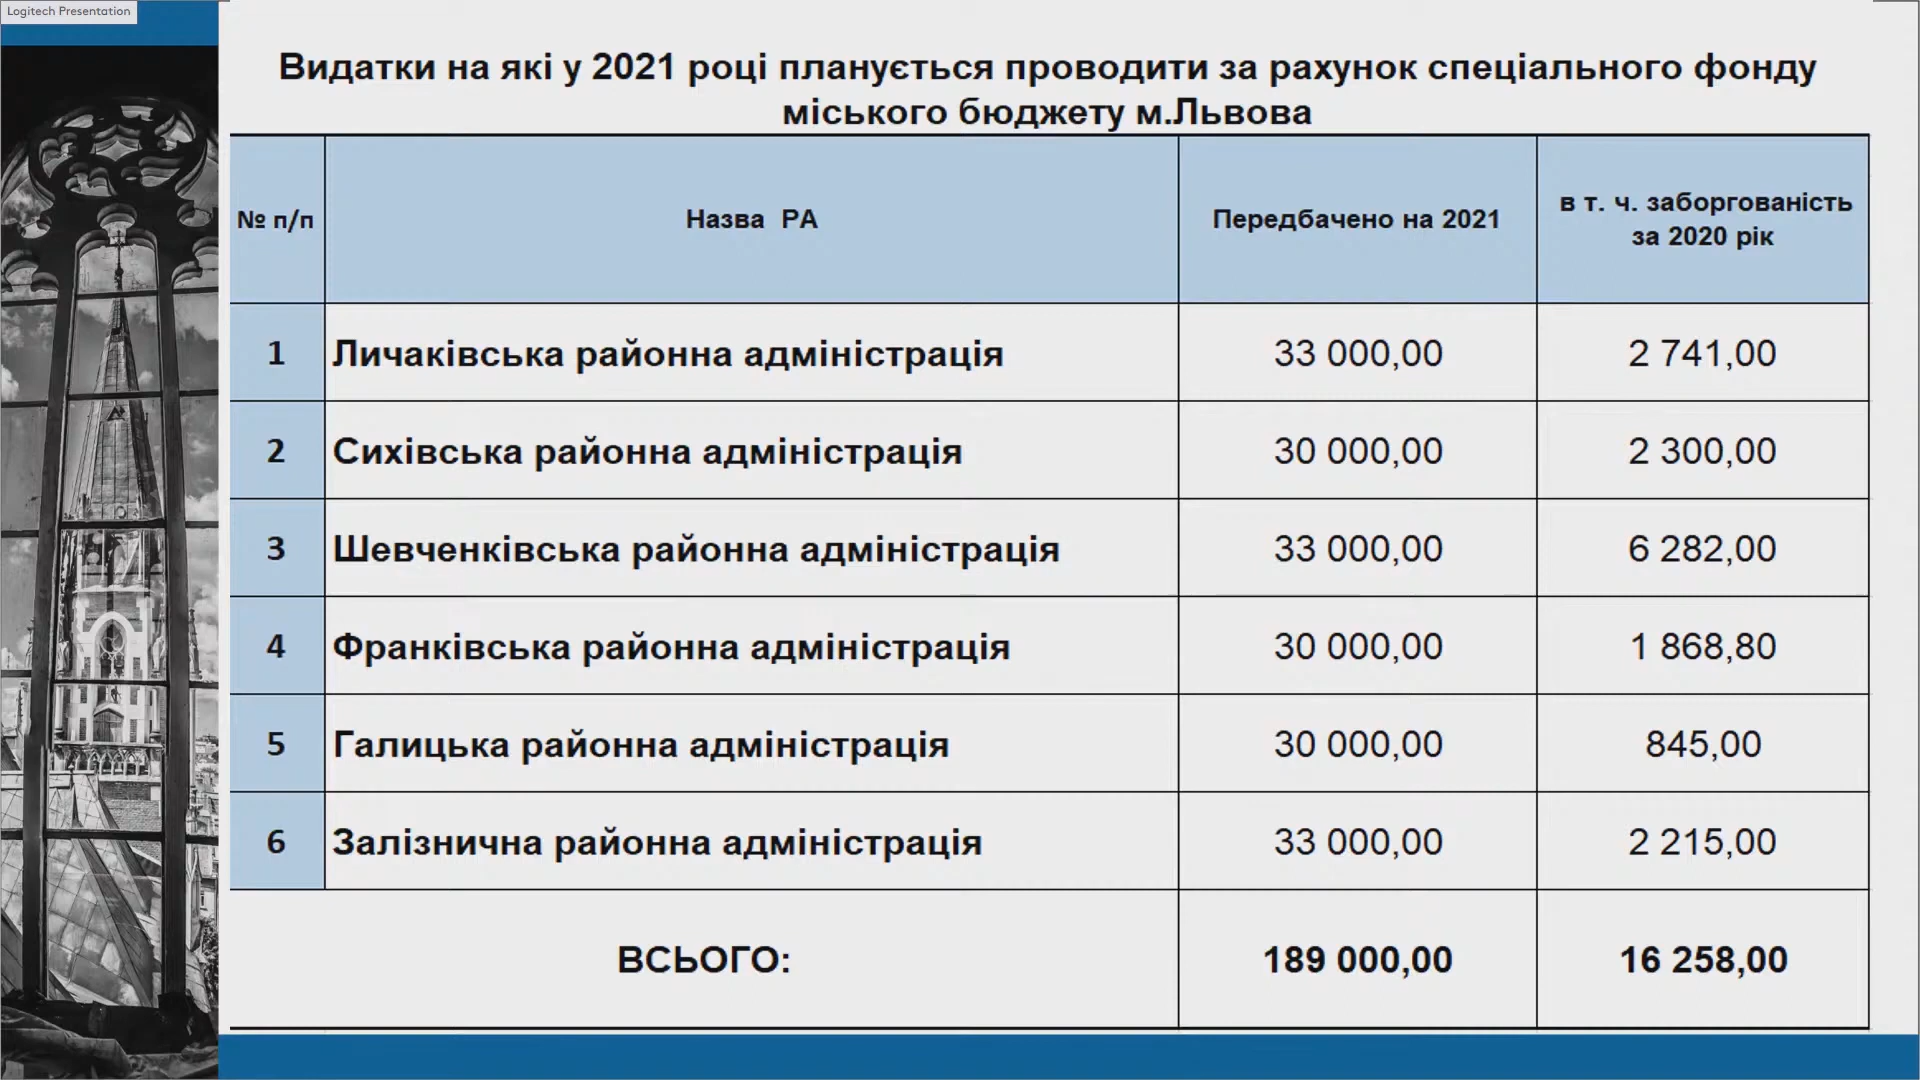 Logitech Presentation
Видатки на які у 2021 році планується проводити за рахунок спеціального фонду
міського бюджету м.Львова
№ п/п Назва РА Передбачено на 2021 в т. ч. заборгованість
за 2020 рік
1 Личаківська районна адміністрація 33 000,00 2 741,00
2 Сихівська районна адміністрація 30 000,00 2 300,00
3 Шевченківська районна адміністрація 33 000,00 6 282,00
4 Франківська районна адміністрація 30 000,00 1 868,80
5 Галицька районна адміністрація 30 000,00 845,00
6 Залізнична районна адміністрація 33 000,00 2 215,00
ВСЬОГО: 189 000,00 16 258,00